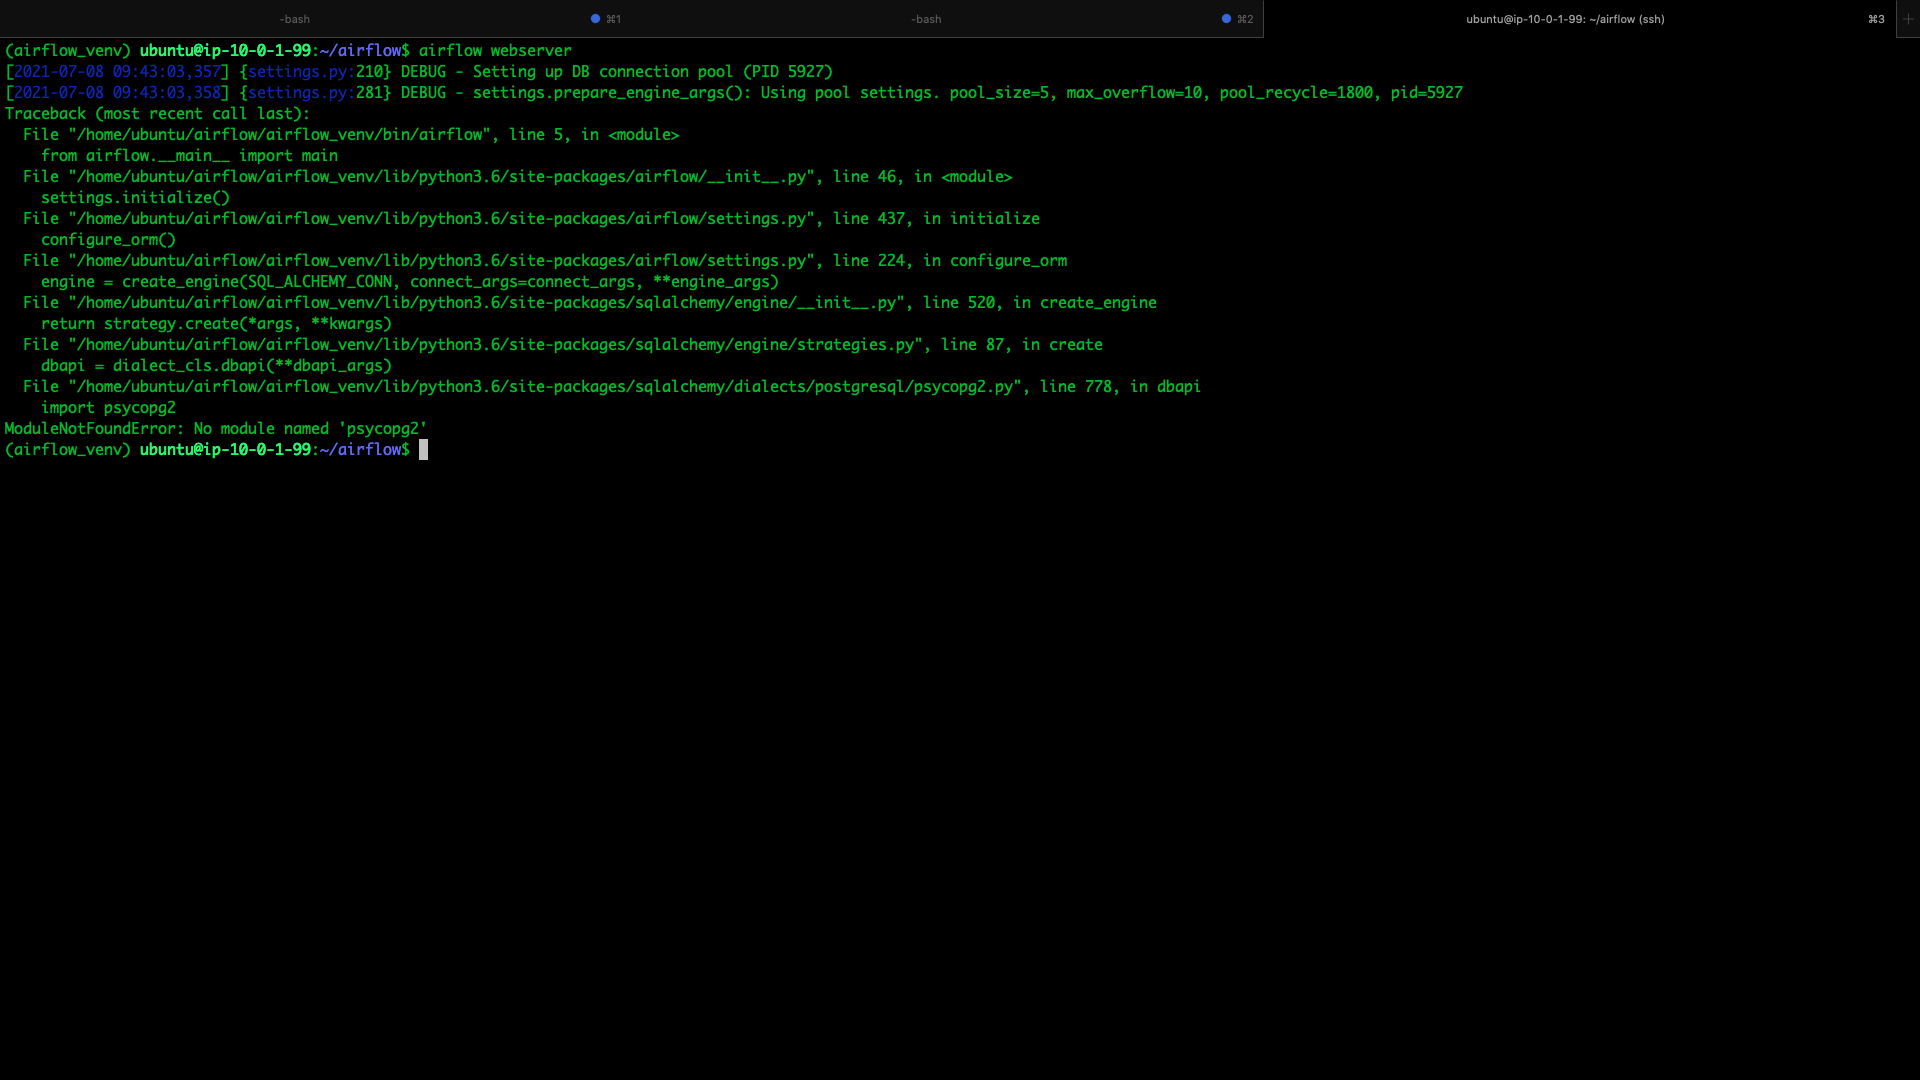 -bash ⌘1 -bash ⌘2 ubuntu@ip-10-0-1-99: ~/airflow (ssh) ⌘3 +
(airflow_venv) ubuntu@ip-10-0-1-99:~/airflow$ airflow webserver
[2021-07-08 09:43:03,357] {settings.py:210} DEBUG - Setting up DB connection pool (PID 5927)
[2021-07-08 09:43:03,358] {settings.py:281} DEBUG - settings.prepare_engine_args(): Using pool settings. pool_size=5, max_overflow=10, pool_recycle=1800, pid=5927
Traceback (most recent call last):
  File "/home/ubuntu/airflow/airflow_venv/bin/airflow", line 5, in <module>
    from airflow.__main__ import main
  File "/home/ubuntu/airflow/airflow_venv/lib/python3.6/site-packages/airflow/__init__.py", line 46, in <module>
    settings.initialize()
  File "/home/ubuntu/airflow/airflow_venv/lib/python3.6/site-packages/airflow/settings.py", line 437, in initialize
    configure_orm()
  File "/home/ubuntu/airflow/airflow_venv/lib/python3.6/site-packages/airflow/settings.py", line 224, in configure_orm
    engine = create_engine(SQL_ALCHEMY_CONN, connect_args=connect_args, **engine_args)
  File "/home/ubuntu/airflow/airflow_venv/lib/python3.6/site-packages/sqlalchemy/engine/__init__.py", line 520, in create_engine
    return strategy.create(*args, **kwargs)
  File "/home/ubuntu/airflow/airflow_venv/lib/python3.6/site-packages/sqlalchemy/engine/strategies.py", line 87, in create
    dbapi = dialect_cls.dbapi(**dbapi_args)
  File "/home/ubuntu/airflow/airflow_venv/lib/python3.6/site-packages/sqlalchemy/dialects/postgresql/psycopg2.py", line 778, in dbapi
    import psycopg2
ModuleNotFoundError: No module named 'psycopg2'
(airflow_venv) ubuntu@ip-10-0-1-99:~/airflow$